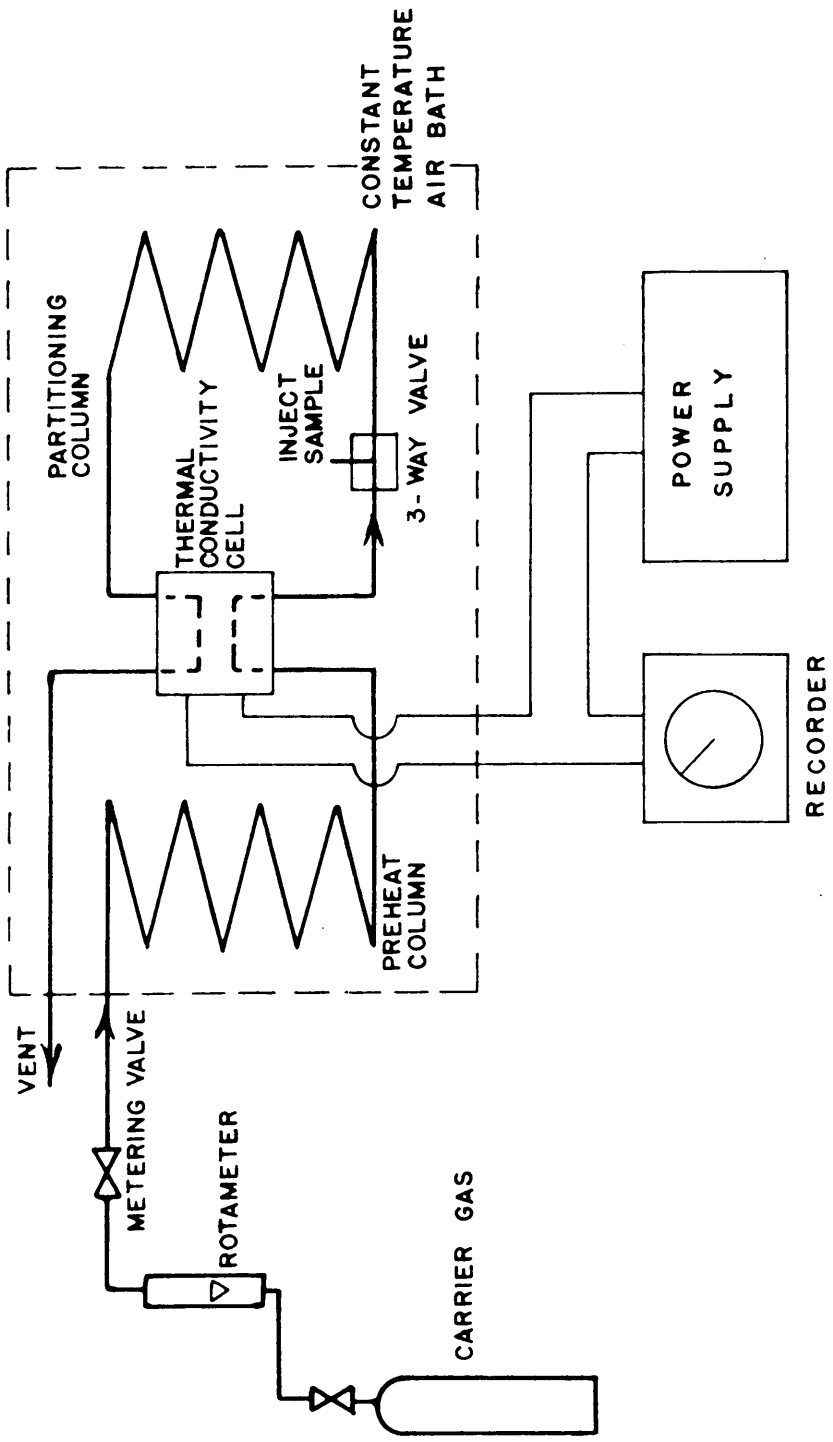 VENT
METERING VALVE
ROTAMETER
CARRIER GAS
PREHEAT
COLUMN
THERMAL
CONDUCTIVITY
CELL
PARTITIONING
COLUMN
INJECT
SAMPLE
3-WAY VALVE
CONSTANT
TEMPERATURE
AIR BATH
RECORDER
POWER
SUPPLY